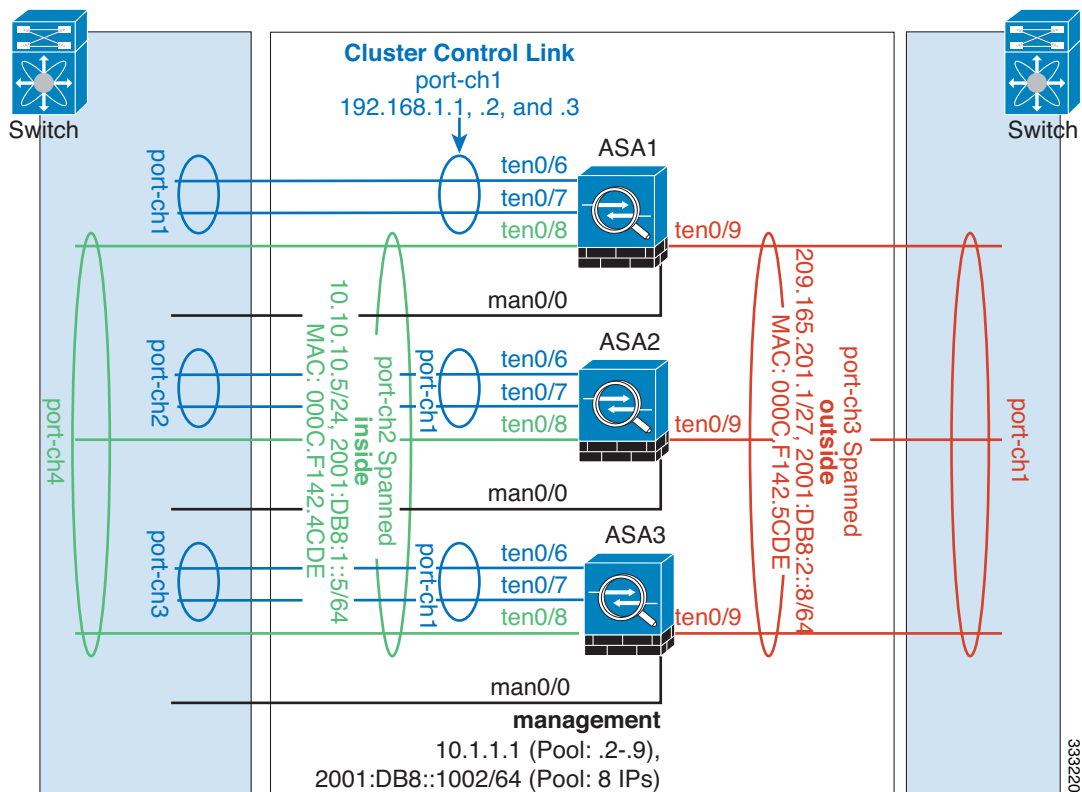 Switch
Switch
Cluster Control Link
port-ch1
192.168.1.1, .2, and .3
ASA1
port-ch1
ten0/6
ten0/7
ten0/8
ten0/9
man0/0
ASA2
port-ch2
port-ch1
ten0/6
ten0/7
ten0/8
ten0/9
man0/0
ASA3
port-ch3
port-ch1
ten0/6
ten0/7
ten0/8
ten0/9
man0/0
port-ch4
port-ch2 Spanned
inside
10.10.10.5/24, 2001:DB8:1::5/64
MAC: 000C.F142.4CDE
port-ch3 Spanned
outside
209.165.201.1/27, 2001:DB8:2::8/64
MAC: 000C.F142.5CDE
port-ch1
management
10.1.1.1 (Pool: .2-.9),
2001:DB8::1002/64 (Pool: 8 IPs)
333220